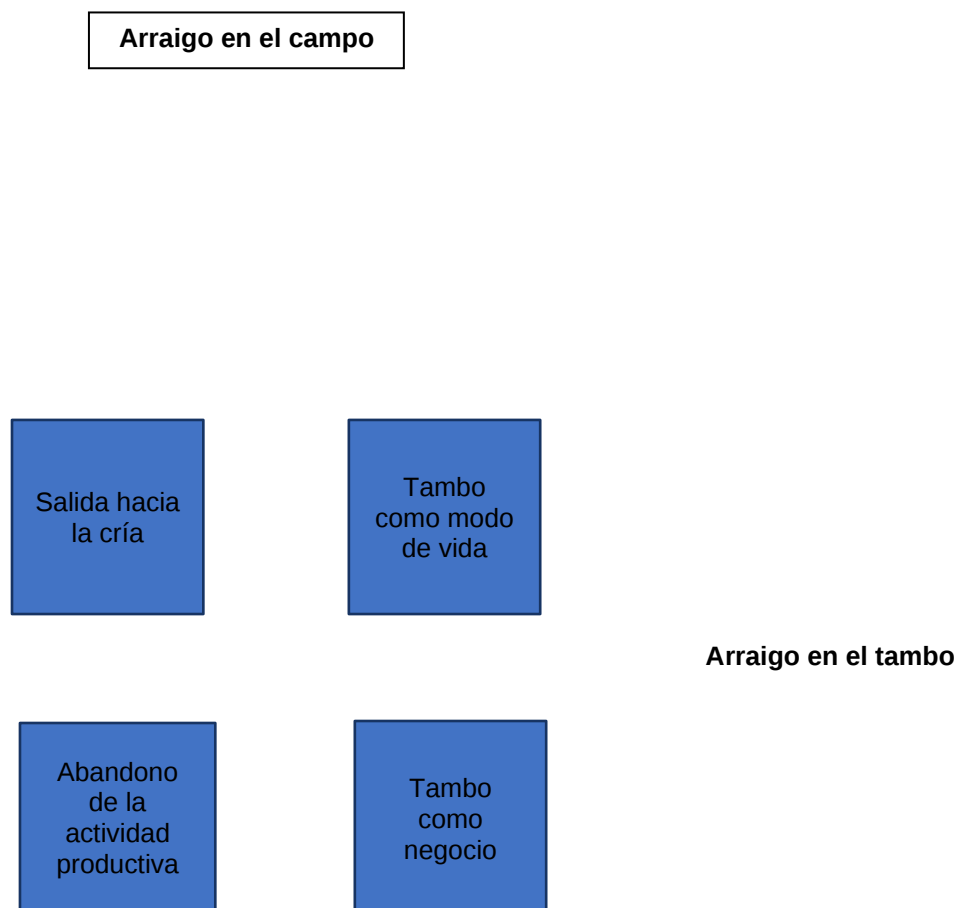 Arraigo en el campo
Salida hacia
la cría
Tambo
como modo
de vida
Arraigo en el tambo
Abandono
de la
actividad
productiva
Tambo
como
negocio